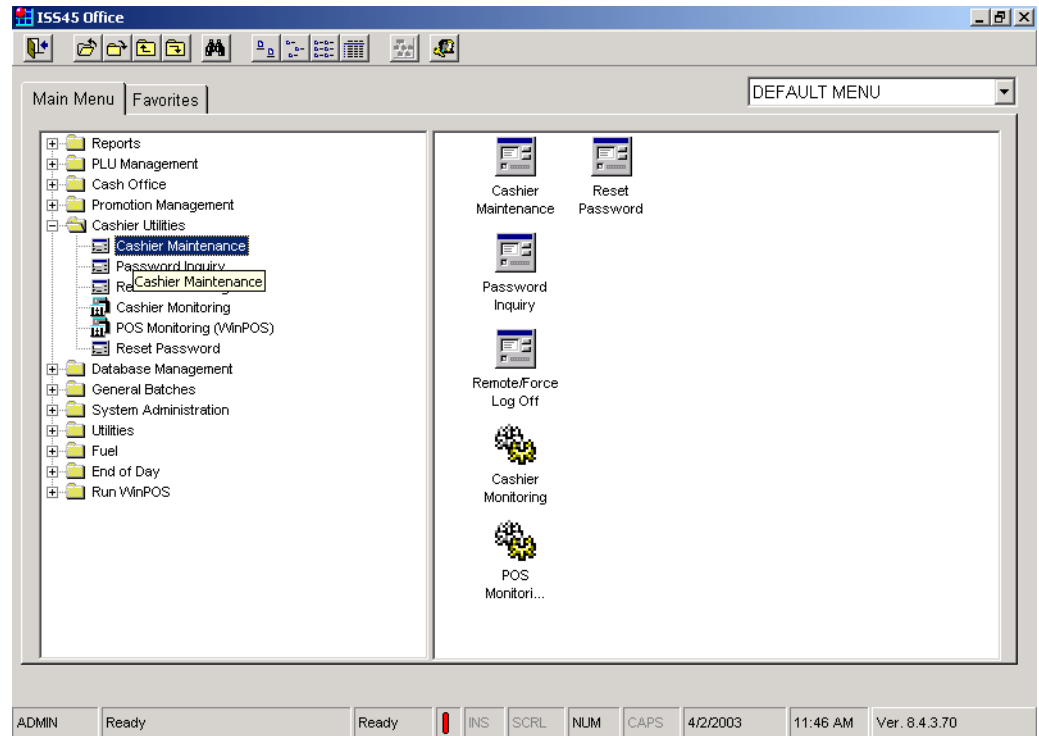 ISS45 Office
Main Menu
Favorites
DEFAULT MENU
Reports
PLU Management
Cash Office
Promotion Management
Cashier Utilities
Cashier Maintenance
Password Inquiry
Re
Cashier Maintenance
Cashier Monitoring
POS Monitoring (WinPOS)
Reset Password
Database Management
General Batches
System Administration
Utilities
Fuel
End of Day
Run WinPOS
Cashier
Maintenance
Reset
Password
Password
Inquiry
Remote/Force
Log Off
Cashier
Monitoring
POS
Monitori...
ADMIN Ready Ready INS SCRL NUM CAPS 4/2/2003 11:46 AM Ver. 8.4.3.70